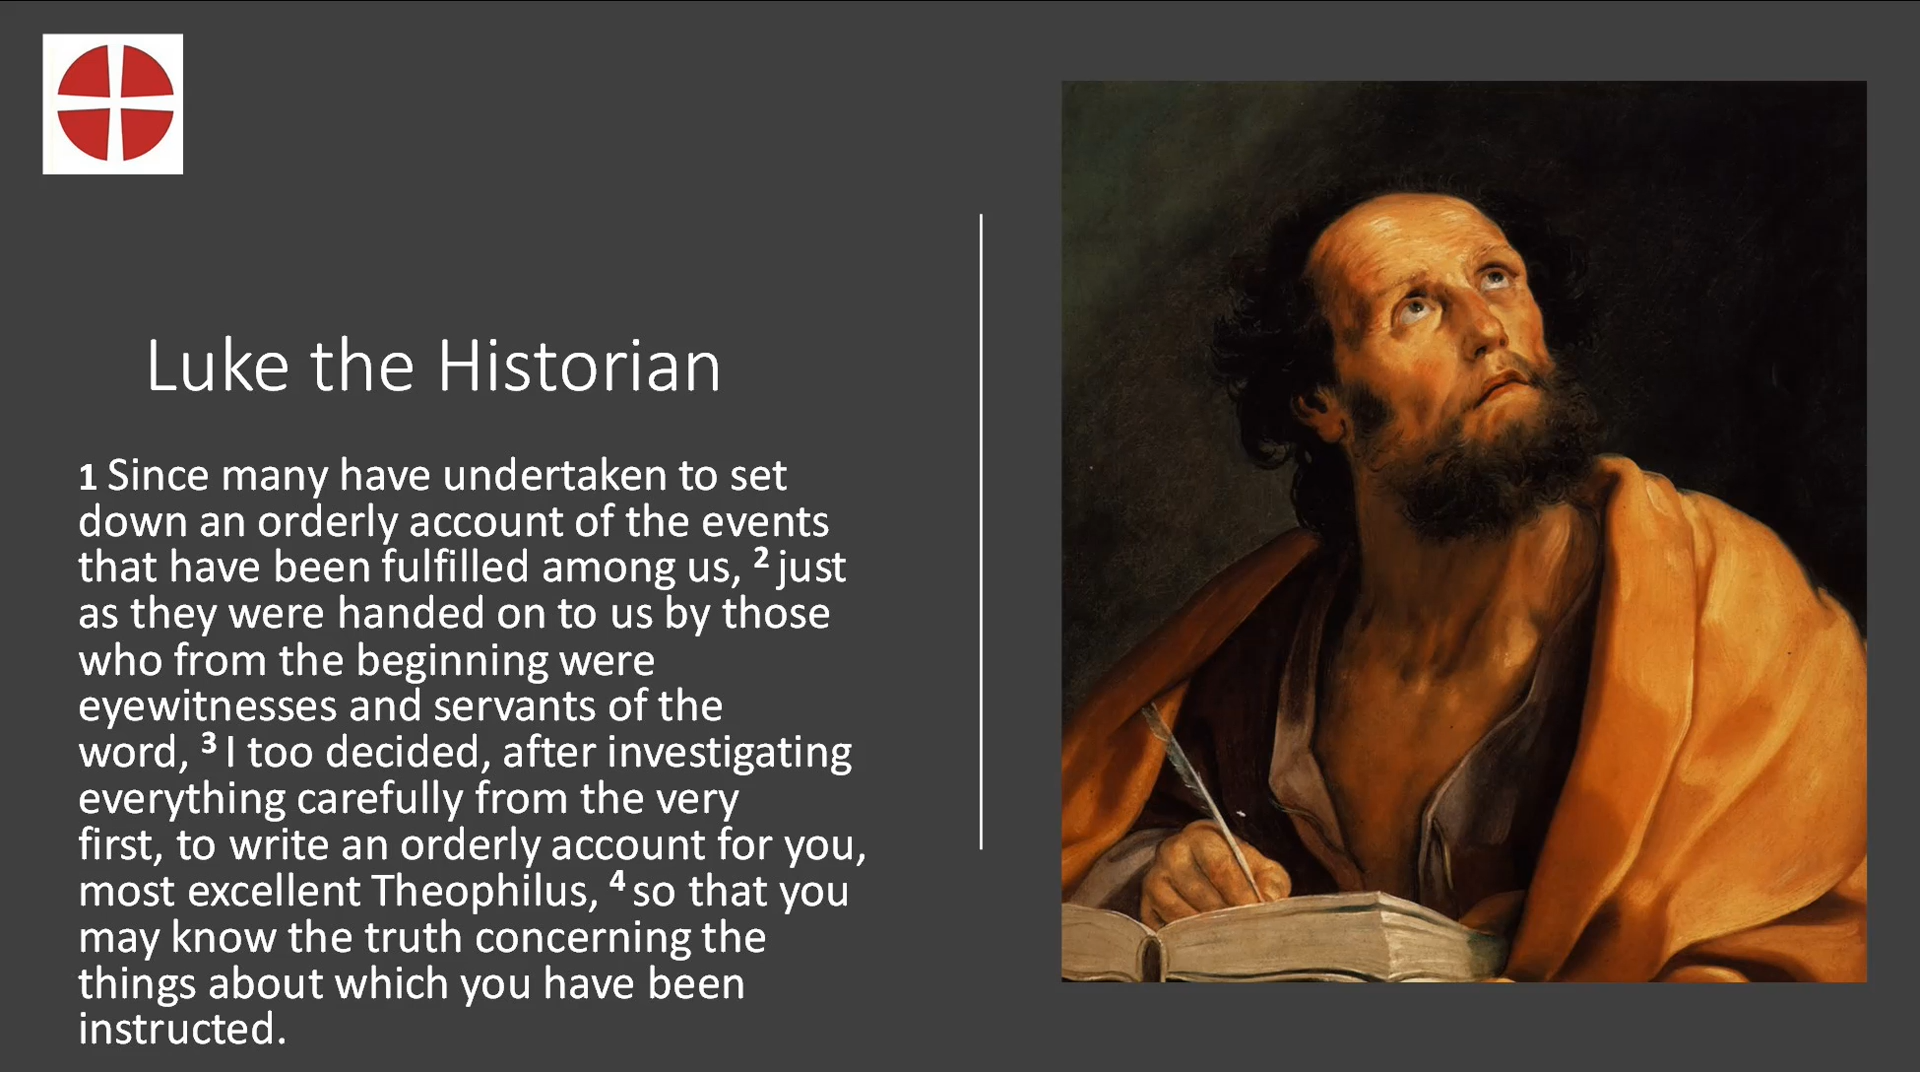 Luke the Historian
1 Since many have undertaken to set
down an orderly account of the events
that have been fulfilled among us, 2 just
as they were handed on to us by those
who from the beginning were
eyewitnesses and servants of the
word, 3 I too decided, after investigating
everything carefully from the very
first, to write an orderly account for you,
most excellent Theophilus, 4 so that you
may know the truth concerning the
things about which you have been
instructed.